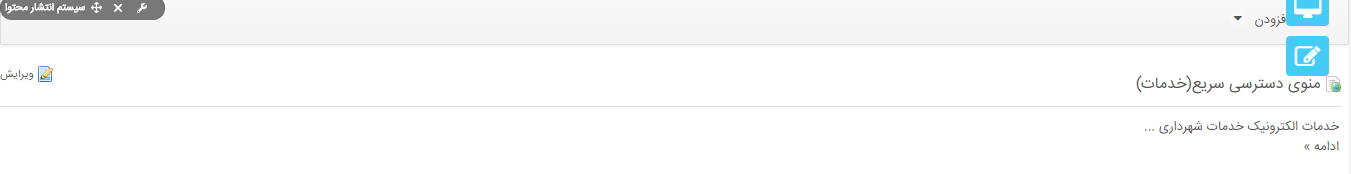 سیستم انتشار محتوا
فزودن
ویرایش
منوی دسترسی سریع(خدمات)
خدمات الکترونیک خدمات شهرداری ...
ادامه »